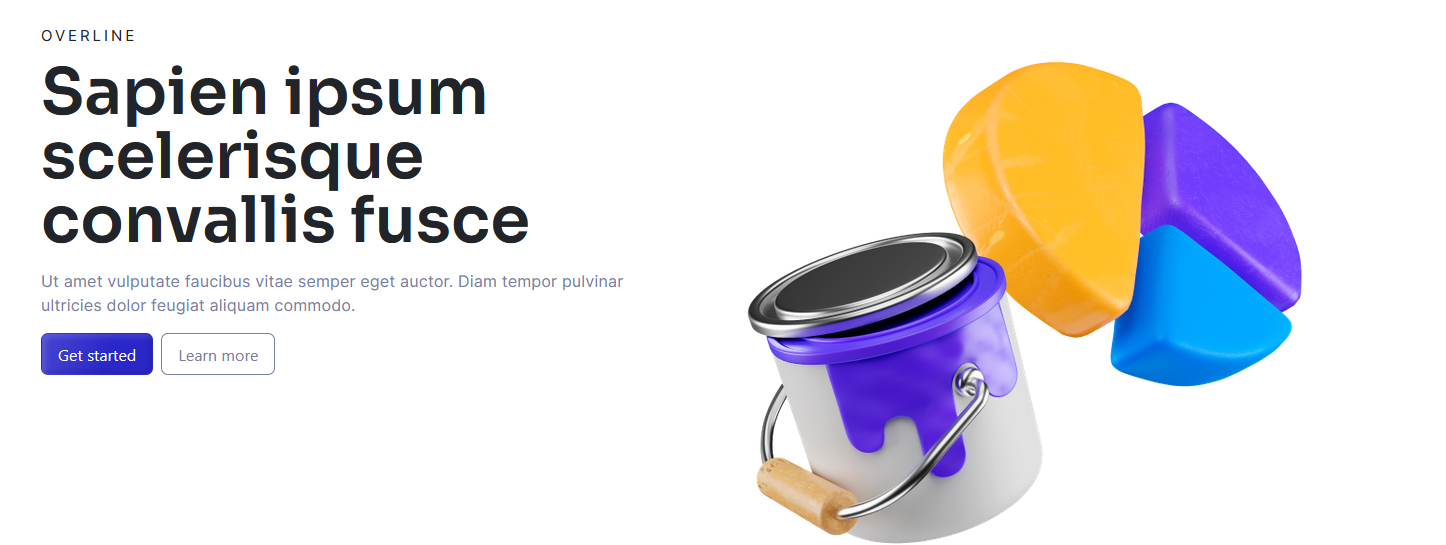 OVERLINE
Sapien ipsum
scelerisque
convallis fusce
Ut amet vulputate faucibus vitae semper eget auctor. Diam tempor pulvinar
ultricies dolor feugiat aliquam commodo.
Get started
Learn more